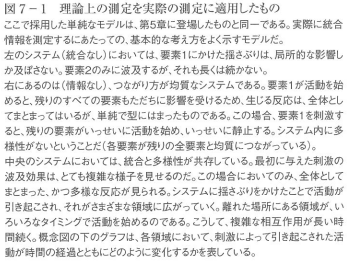 図7－1　理論上の測定を実際の測定に適用したもの
ここで採用した単純なモデルは、第5章に登場したものと同一である。実際に統合
情報を測定するにあたっての、基本的な考え方をよく示すモデルだ。
左のシステム（統合なし）においては、要素1にかけた揺さぶりは、局所的な影響し
か及ぼさない。要素2のみに波及するが、それも長くは続かない。
右にあるのは（情報なし）、つながり方が均質なシステムである。要素1が活動を始
めると、残りのすべての要素もただちに影響を受けるため、生じる反応は、全体とし
てまとまってはいるが、単純で型にはまったものである。この場合、要素1を刺激す
ると、残りの要素がいっせいに活動を始め、いっせいに静止する。システム内に多
様性がないということだ（各要素が残りの全要素と均質につながっている）。
中央のシステムにおいては、統合と多様性が共存している。最初に与えた刺激の
波及効果は、とても複雑な様子を見せるのだ。この場合においてのみ、全体として
まとまった、かつ多様な反応が見られる。システムに揺さぶりをかけたことで活動が
引き起こされ、それがさまざまな領域に広がっていく。離れた場所にある領域が、い
ろいろなタイミングで活動を始めるのである。こうして、複雑な相互作用が長い時
間続く。概念図の下のグラフは、各領域において、刺激によって引き起こされた活
動が時間の経過とともにどのように変化するかを表している。